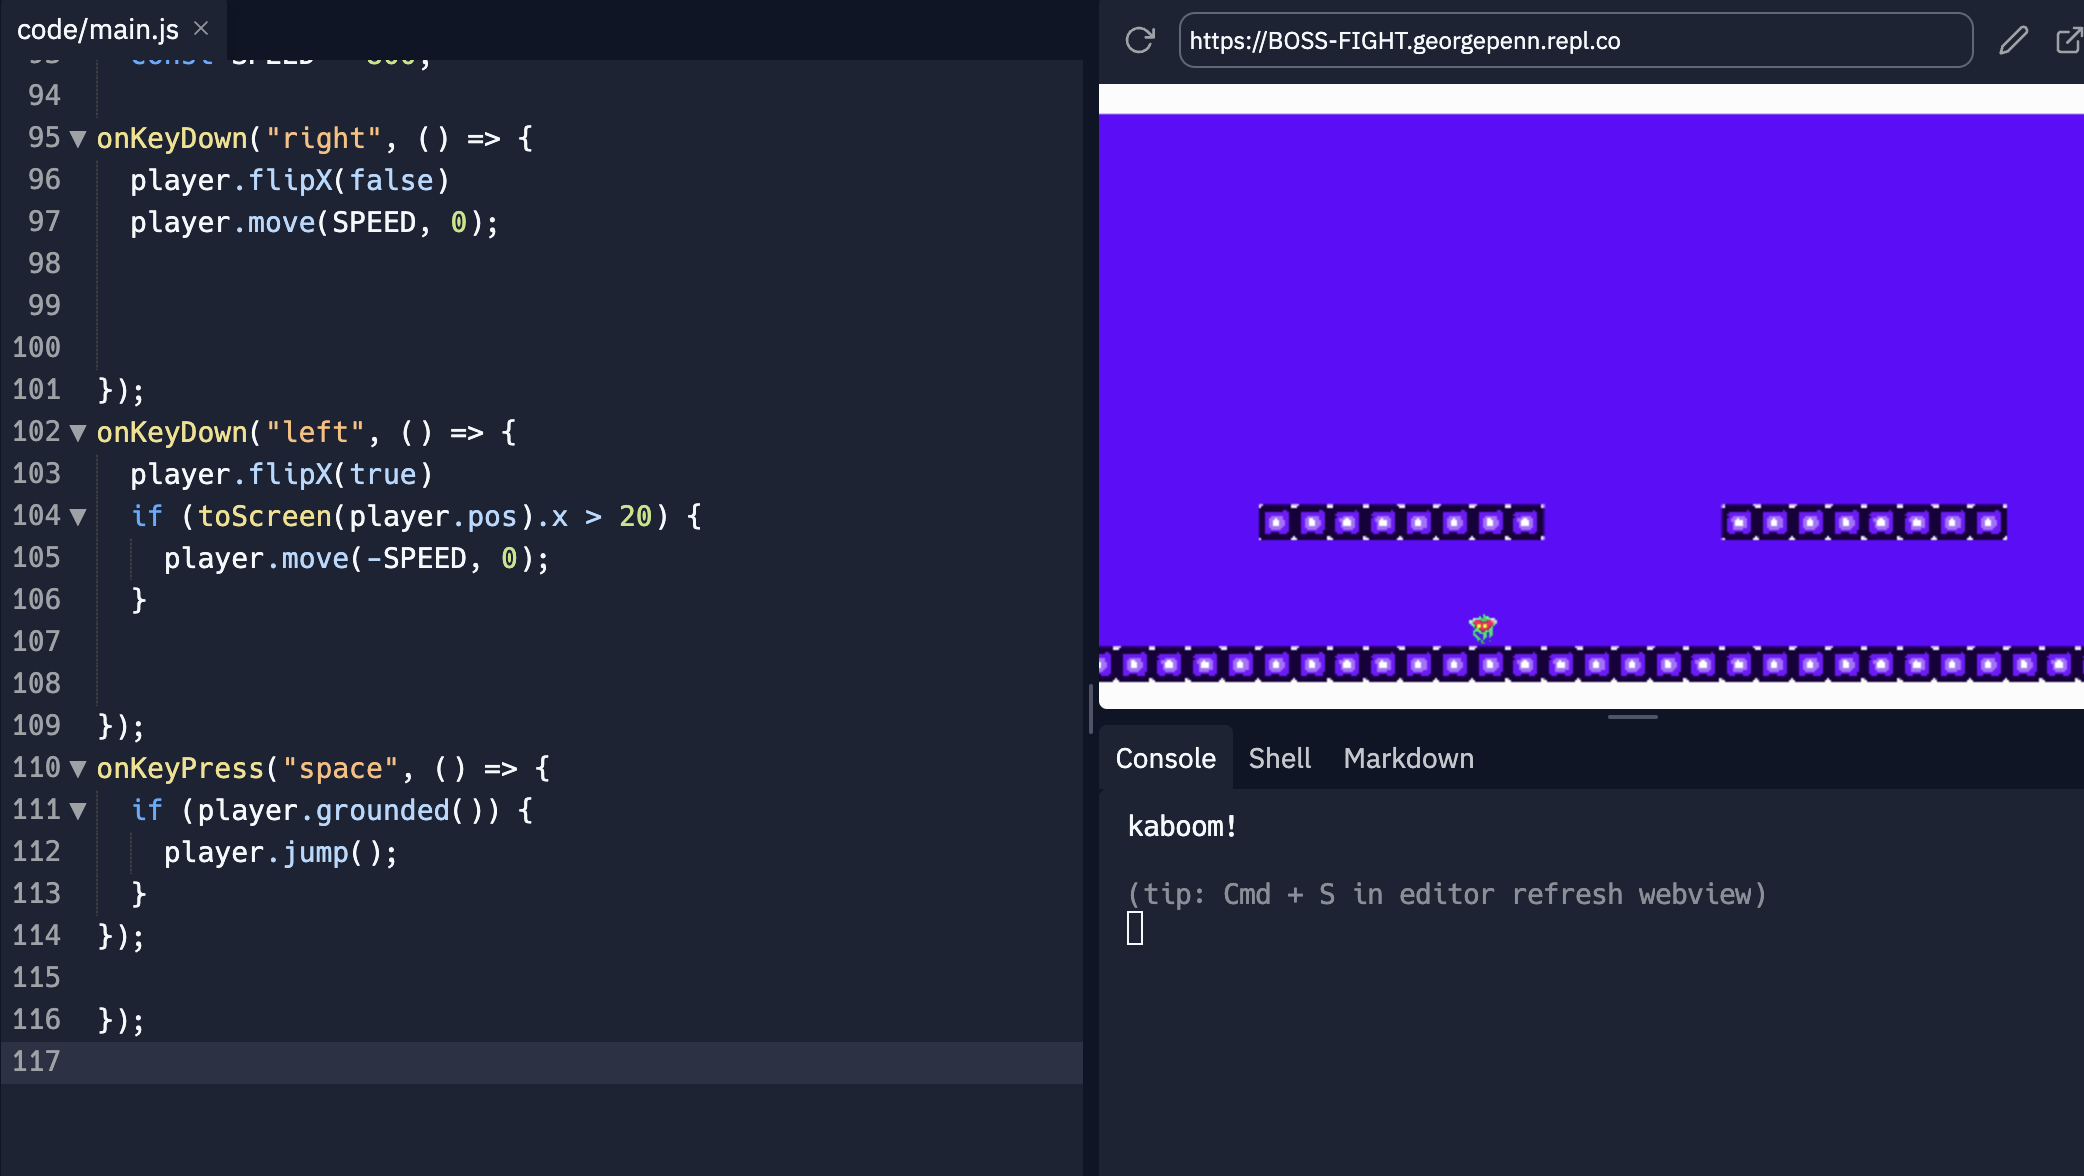 code/main.js ×
94
95 onKeyDown("right", () => {
96 player.flipX(false)
97 player.move(SPEED, 0);
98
99
100
101 });
102 onKeyDown("left", () => {
103 player.flipX(true)
104 if (toScreen(player.pos).x > 20) {
105 player.move(-SPEED, 0);
106 }
107
108
109 });
110 onKeyPress("space", () => {
111 if (player.grounded()) {
112 player.jump();
113 }
114 });
115
116 });
117
https://BOSS-FIGHT.georgepenn.repl.co
Console Shell Markdown
kaboom!
(tip: Cmd + S in editor refresh webview)